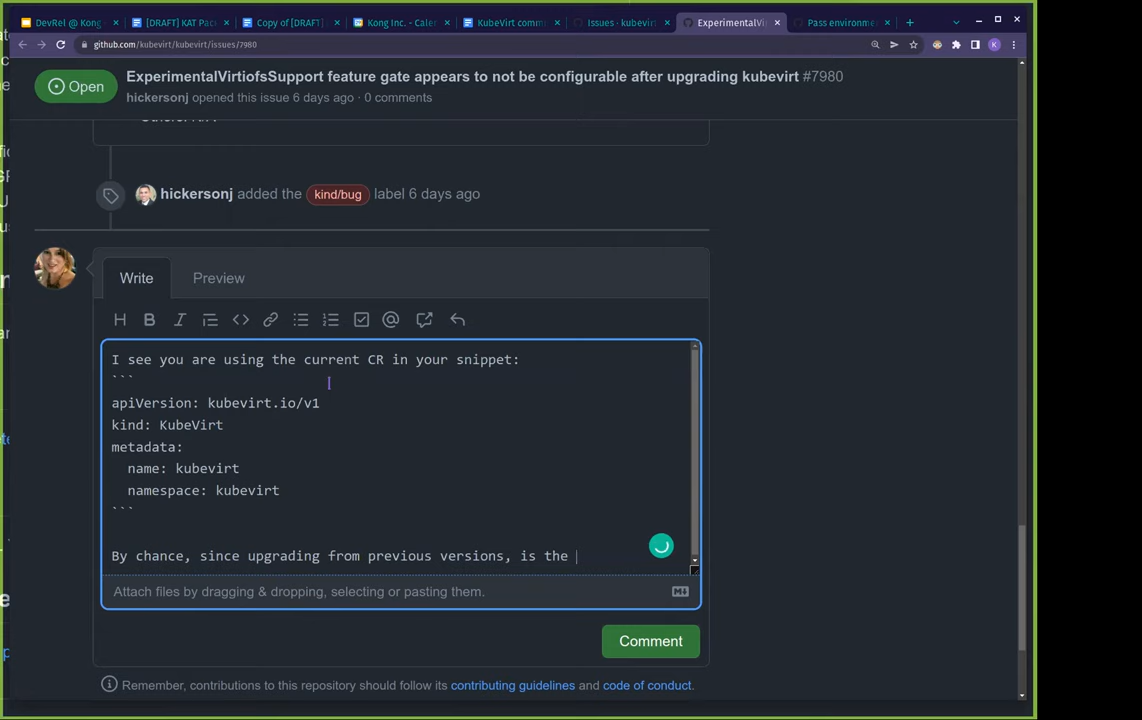 DevRel @ Kong
[DRAFT] KAT Pac
Copy of [DRAFT]
Kong Inc. - Caler
KubeVirt comm
Issues · kubevirt
ExperimentalVir
Pass environme
github.com/kubevirt/kubevirt/issues/7980
K
Open
ExperimentalVirtiofsSupport feature gate appears to not be configurable after upgrading kubevirt #7980
hickersonj opened this issue 6 days ago · 0 comments
hickersonj added the kind/bug label 6 days ago
Write
Preview
I see you are using the current CR in your snippet:
```
apiVersion: kubevirt.io/v1
kind: KubeVirt
metadata:
name: kubevirt
namespace: kubevirt
```
By chance, since upgrading from previous versions, is the
Attach files by dragging & dropping, selecting or pasting them.
Comment
Remember, contributions to this repository should follow its contributing guidelines and code of conduct.